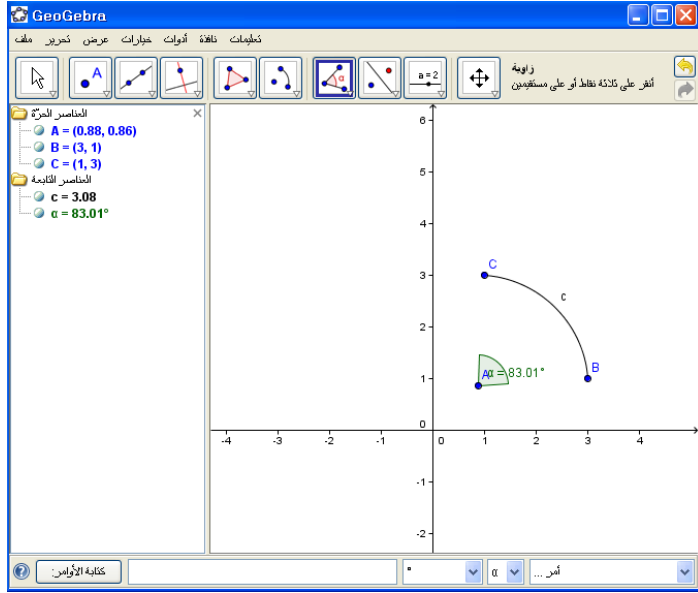 GeoGebra
ملف تحرير عرض خيارات أدوات نافذة تعليمات
A
α
a = 2
زاوية
أنقر على ثلاثة نقاط أو على مستقيمين
العناصر الحرّة
A = (0.88, 0.86)
B = (3, 1)
C = (1, 3)
العناصر التابعة
c = 3.08
α = 83.01°
6
5
4
3
2
1
0
-1
-2
-4 -3 -2 -1 0 1 2 3 4
C
c
B
A
α = 83.01°
كتابة الأوامر:
°
α
أمر ...